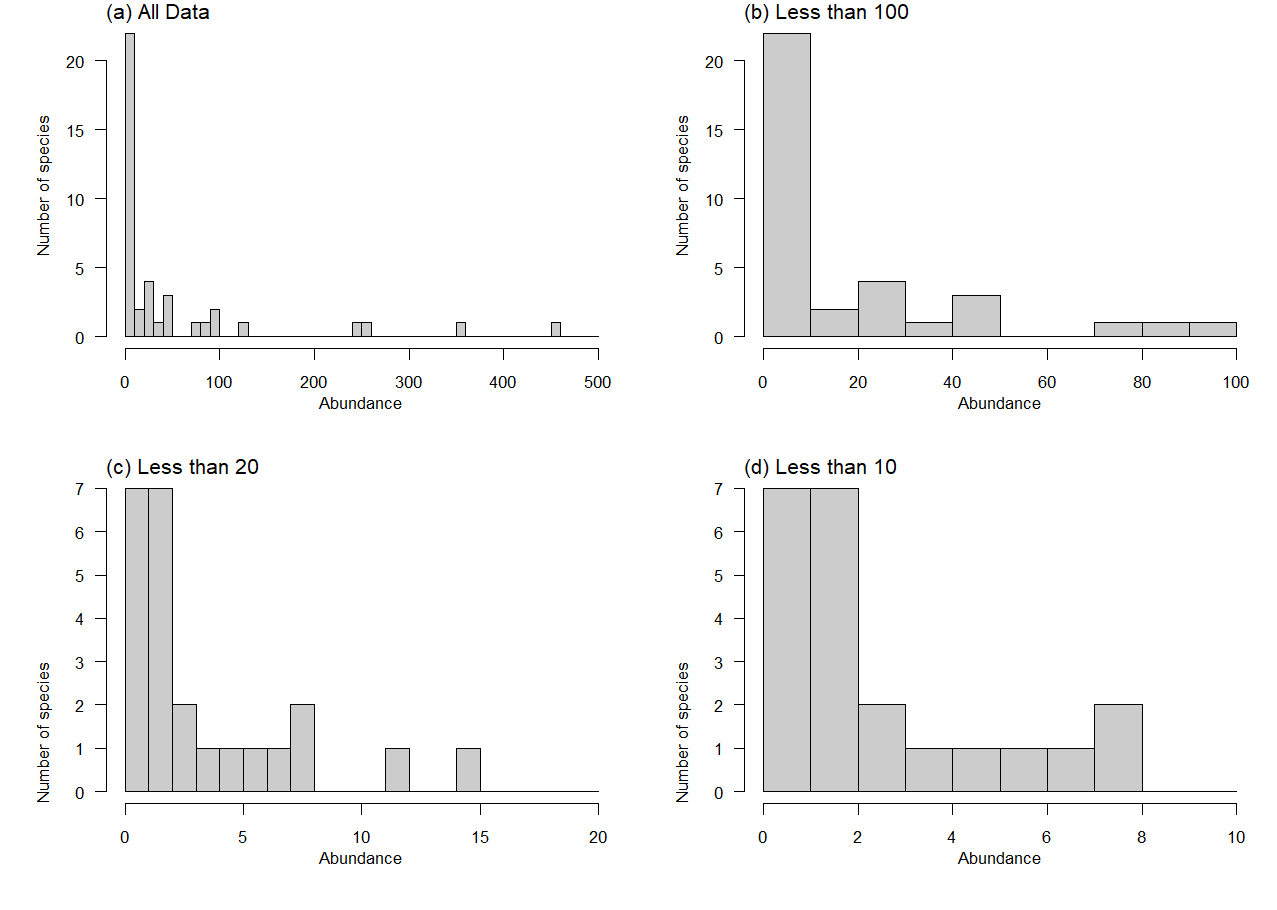 (a) All Data
Number of species
20
15
10
5
0
0 100 200 300 400 500
Abundance
(b) Less than 100
Number of species
20
15
10
5
0
0 20 40 60 80 100
Abundance
(c) Less than 20
Number of species
7
6
5
4
3
2
1
0
0 5 10 15 20
Abundance
(d) Less than 10
Number of species
7
6
5
4
3
2
1
0
0 2 4 6 8 10
Abundance